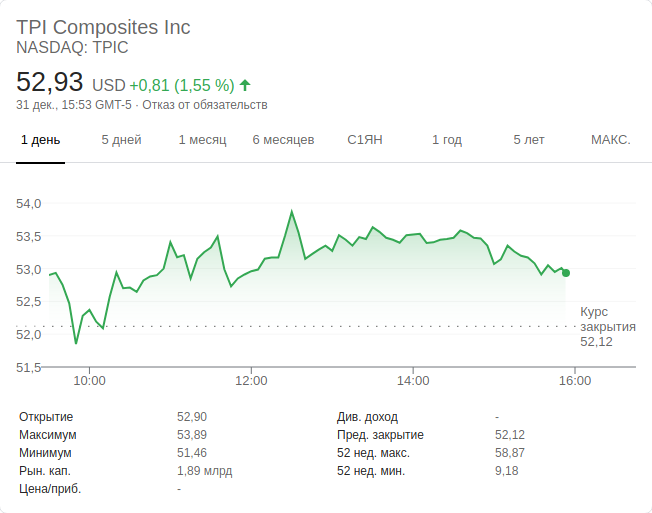 TPI Composites Inc
NASDAQ: TPIC
52,93 USD +0,81 (1,55 %)
31 дек., 15:53 GMT-5 · Отказ от обязательств
1 день 5 дней 1 месяц 6 месяцев С1ЯН 1 год 5 лет МАКС.
54,0
53,5
53,0
52,5
52,0
51,5
Курс
закрытия
52,12
10:00 12:00 14:00 16:00
Открытие 52,90 Див. доход -
Максимум 53,89 Пред. закрытие 52,12
Минимум 51,46 52 нед. макс. 58,87
Рын. кап. 1,89 млрд 52 нед. мин. 9,18
Цена/приб. -